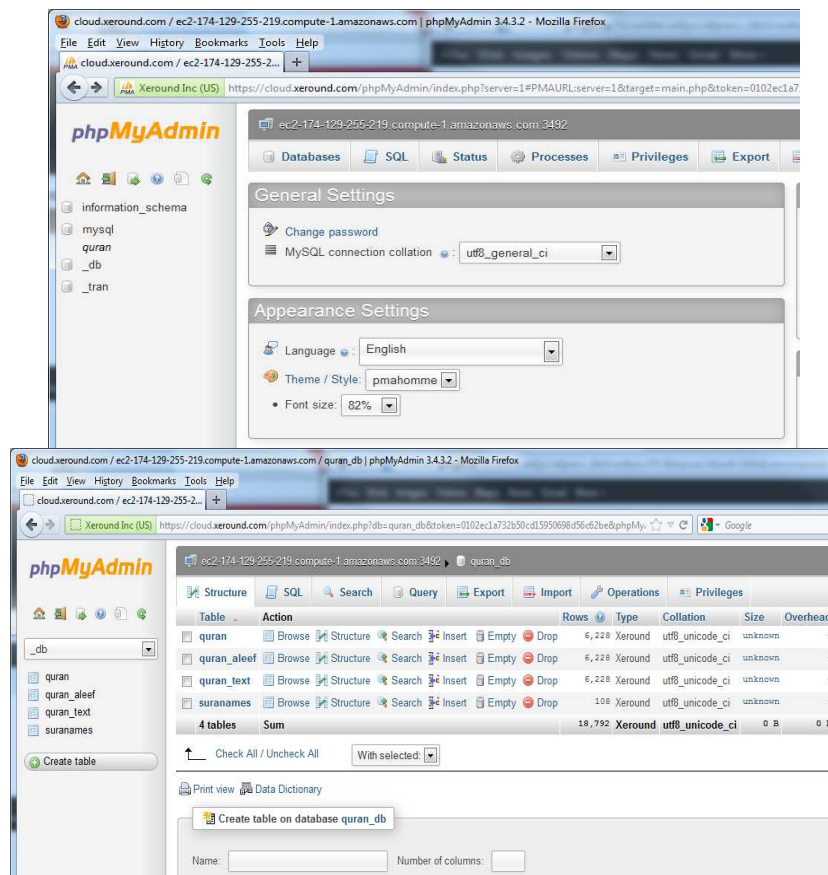 cloud.xeround.com / ec2-174-129-255-219.compute-1.amazonaws.com | phpMyAdmin 3.4.3.2 - Mozilla Firefox
File Edit View History Bookmarks Tools Help
cloud.xeround.com / ec2-174-129-255-2... +
Xeround Inc (US) https://cloud.xeround.com/phpMyAdmin/index.php?server=1#PMAURL:server=1&target=main.php&token=0102ec1a7
phpMyAdmin
information_schema
mysql
quran
_db
_tran
ec2-174-129-255-219.compute-1.amazonaws.com:3492
Databases SQL Status Processes Privileges Export
General Settings
Change password
MySQL connection collation : utf8_general_ci
Appearance Settings
Language : English
Theme / Style: pmahomme
• Font size: 82%
cloud.xeround.com / ec2-174-129-255-219.compute-1.amazonaws.com / quran_db | phpMyAdmin 3.4.3.2 - Mozilla Firefox
File Edit View History Bookmarks Tools Help
cloud.xeround.com / ec2-174-129-255-2... +
Xeround Inc (US) https://cloud.xeround.com/phpMyAdmin/index.php?db=quran_db&token=0102ec1a732b50cd15950698d56c62be&phpMy. Google
phpMyAdmin
_db
quran
quran_aleef
quran_text
suranames
Create table
ec2-174-129-255-219.compute-1.amazonaws.com:3492 quran_db
Structure SQL Search Query Export Import Operations Privileges
Table Action Rows Type Collation Size Overhead
quran Browse Structure Search Insert Empty Drop 6,228 Xeround utf8_unicode_ci unknown
quran_aleef Browse Structure Search Insert Empty Drop 6,228 Xeround utf8_unicode_ci unknown
quran_text Browse Structure Search Insert Empty Drop 6,228 Xeround utf8_unicode_ci unknown
suranames Browse Structure Search Insert Empty Drop 108 Xeround utf8_unicode_ci unknown
4 tables Sum 18,792 Xeround utf8_unicode_ci 0 B 0
Check All / Uncheck All With selected:
Print view Data Dictionary
Create table on database quran_db
Name: Number of columns: